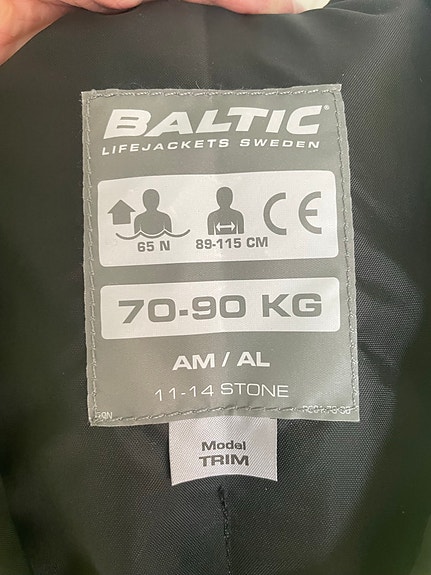 BALTIC®
LIFEJACKETS SWEDEN
65 N
89-115 CM
CE
70-90 KG
AM / AL
11-14 STONE
Model
TRIM